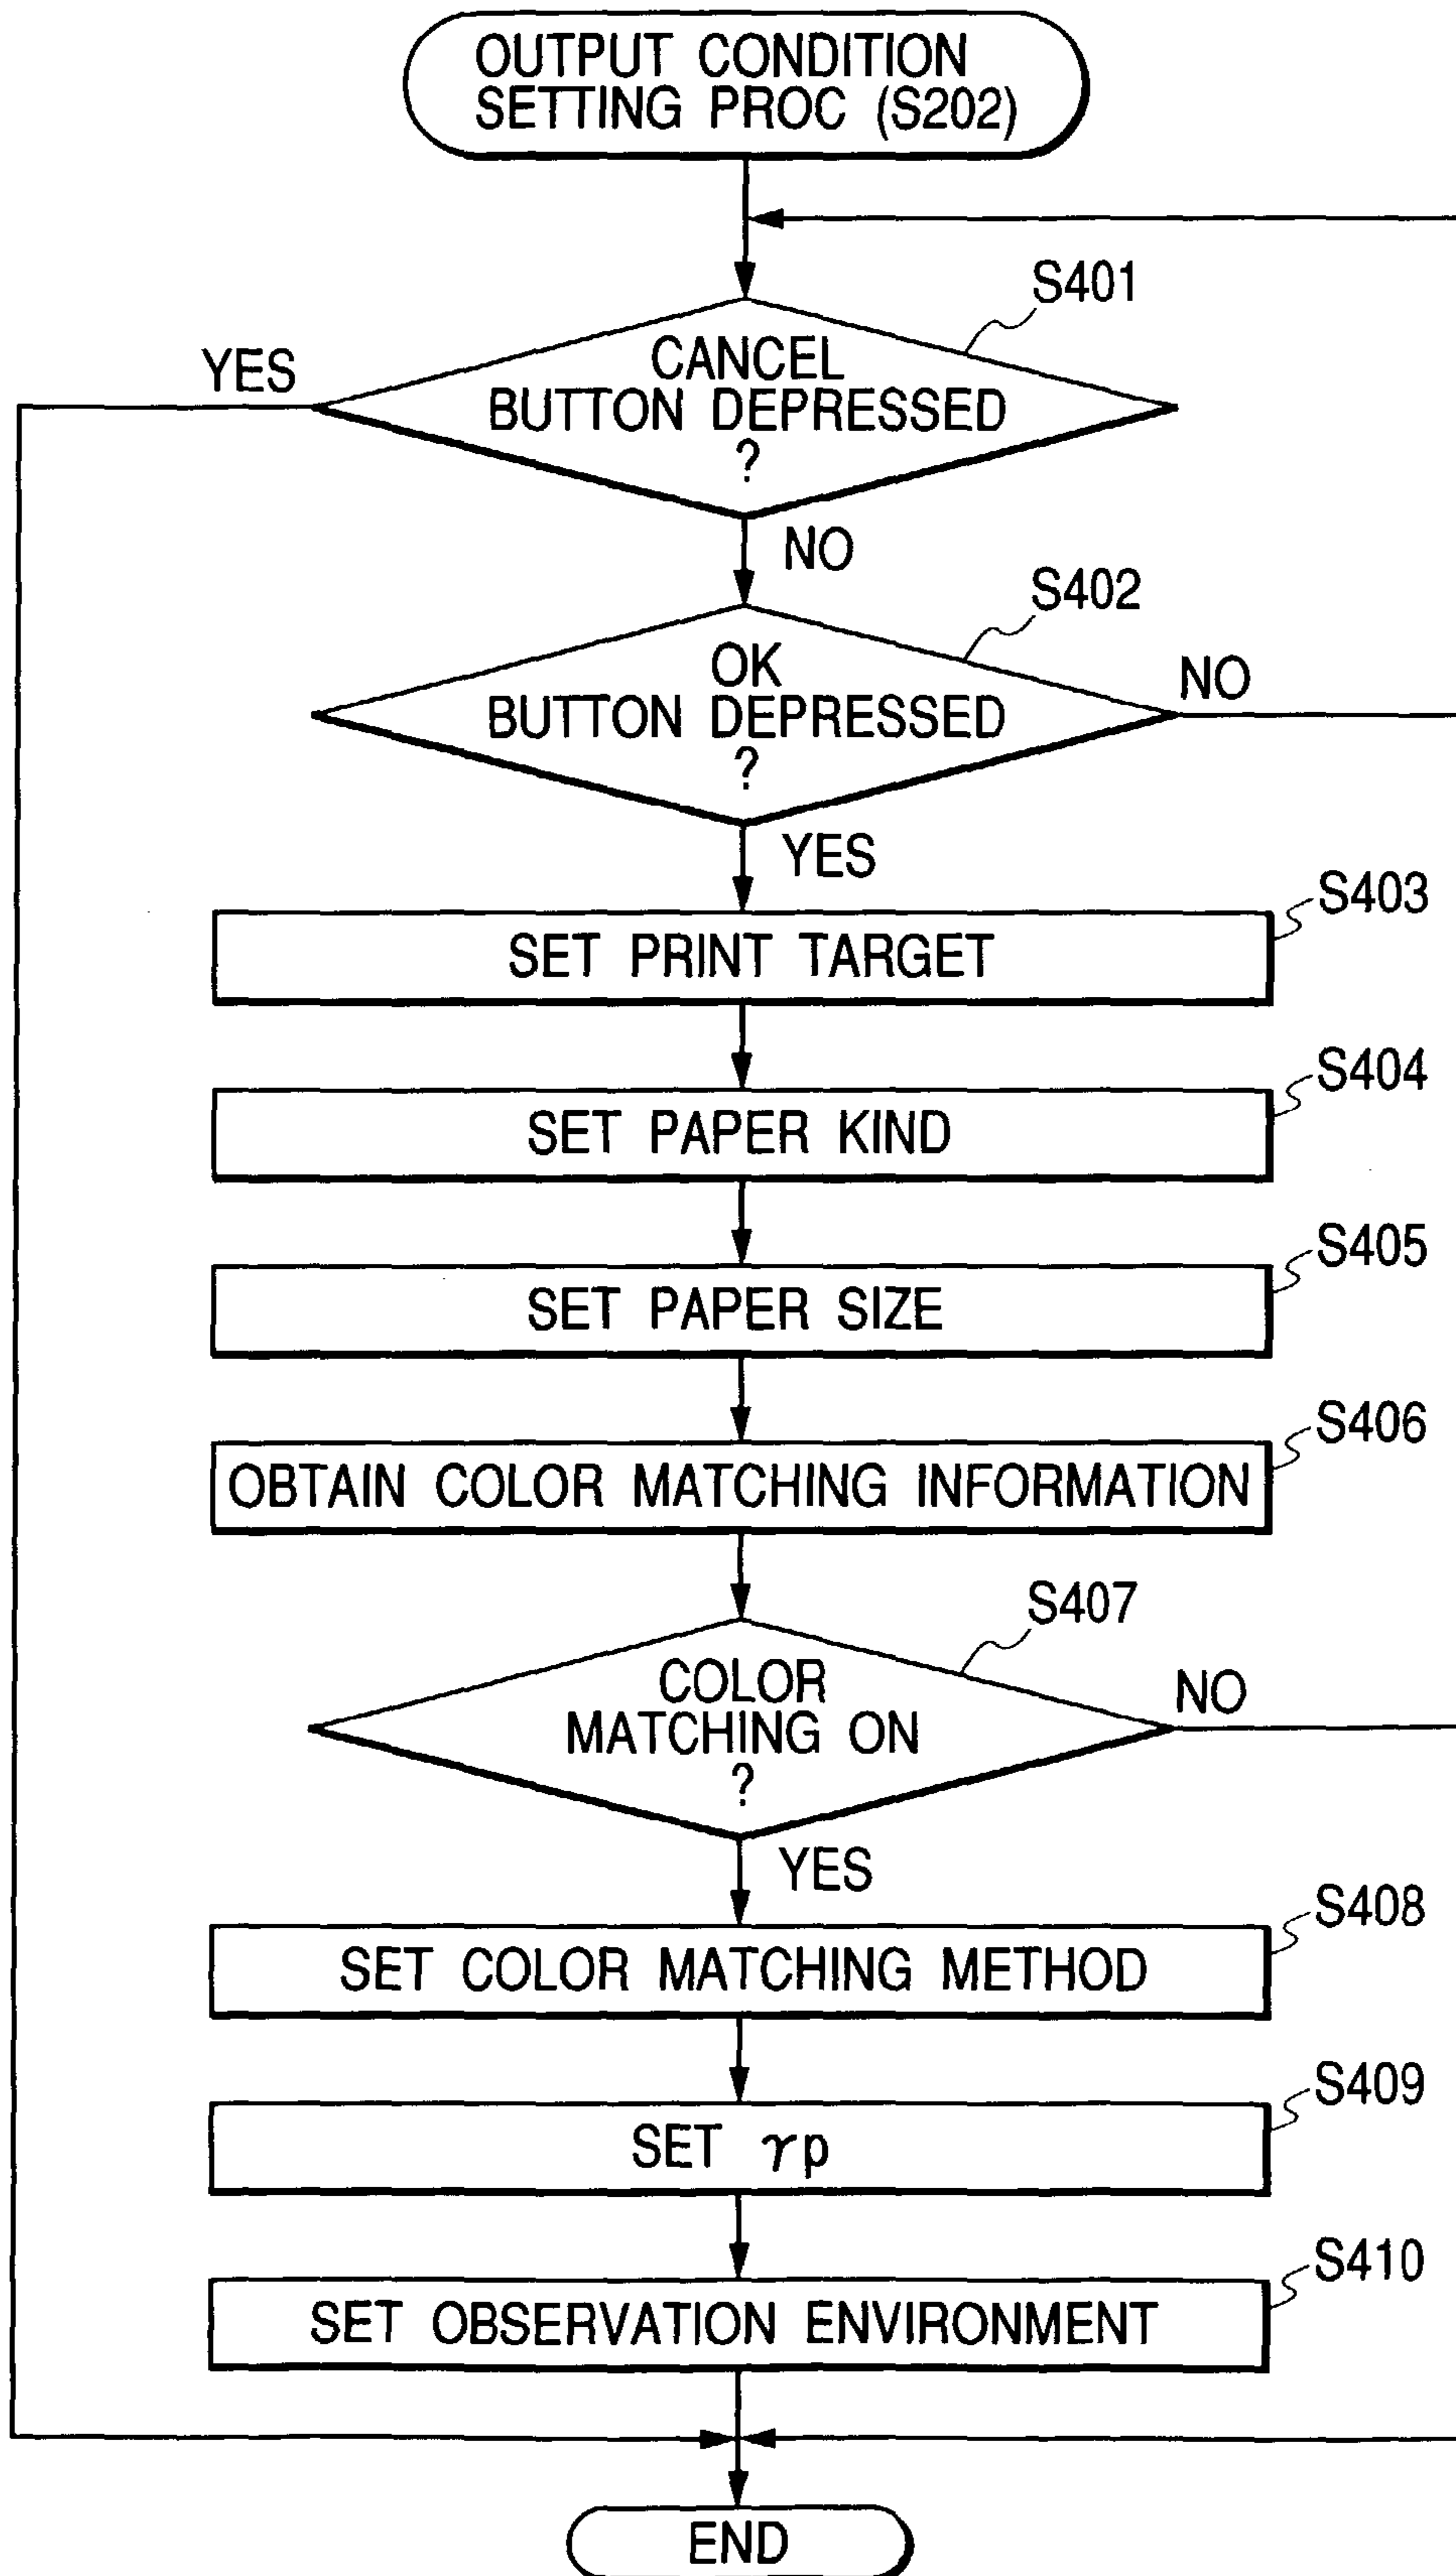 OUTPUT CONDITION
SETTING PROC (S202)
S401
CANCEL
BUTTON DEPRESSED
?
YES
NO
S402
OK
BUTTON DEPRESSED
?
NO
YES
S403
SET PRINT TARGET
S404
SET PAPER KIND
S405
SET PAPER SIZE
S406
OBTAIN COLOR MATCHING INFORMATION
S407
COLOR
MATCHING ON
?
NO
YES
S408
SET COLOR MATCHING METHOD
S409
SET γp
S410
SET OBSERVATION ENVIRONMENT
END